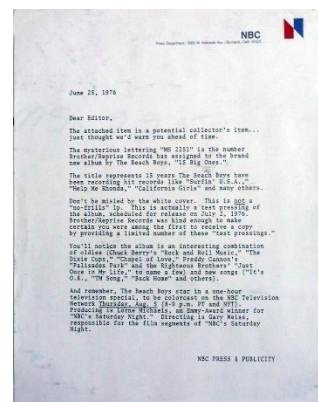 NBC
Press Department / 3000 W. Alameda Ave. / Burbank, Calif. 91523
June 25, 1976
Dear Editor,
The attached item is a potential collector's item...
just thought we'd warn you ahead of time.
The mysterious lettering "MS 2251" is the number
Brother/Reprise Records has assigned to the brand
new album by The Beach Boys, "15 Big Ones."
The title represents 15 years The Beach Boys have
been recording hit records like "Surfin' U.S.A.,"
"Help Me Rhonda," "California Girls" and many others.
Don't be misled by the white cover. This is not a
"no-frills" lp. This is actually a test pressing of
the album, scheduled for release on July 2, 1976.
Brother/Reprise Records was kind enough to make
certain you were among the first to receive a copy
by providing a limited number of these "test pressings."
You'll notice the album is an interesting combination
of oldies (Chuck Berry's "Rock and Roll Music," "The
Dixie Cups," "Chapel of Love," Freddy Cannon's
"Palisades Park" and the Righteous Brothers' "Just
Once in My Life," to name a few) and new songs ("It's
O.K., "TM Song," "Back Home" and others).
And remember, The Beach Boys star in a one-hour
television special, to be colorcast on the NBC Television
Network Thursday, Aug. 5 (8-9 p.m. PT and NYT).
Producing is Lorne Michaels, an Emmy-Award winner for
"NBC's Saturday Night." Directing is Gary Weiss,
responsible for the film segments of "NBC's Saturday
Night.
NBC PRESS & PUBLICITY